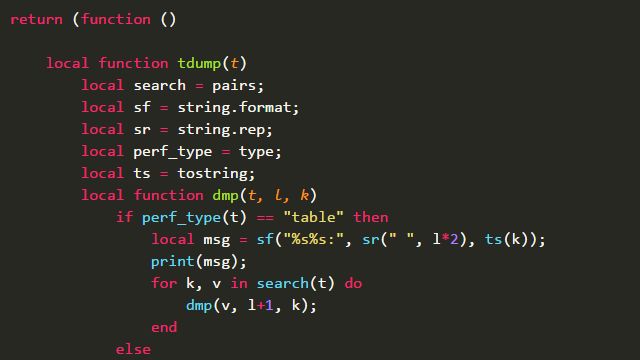 return (function ()
local function tdump(t)
local search = pairs;
local sf = string.format;
local sr = string.rep;
local perf_type = type;
local ts = tostring;
local function dmp(t, l, k)
if perf_type(t) == "table" then
local msg = sf("%s%s:", sr(" ", l*2), ts(k));
print(msg);
for k, v in search(t) do
dmp(v, l+1, k);
end
else